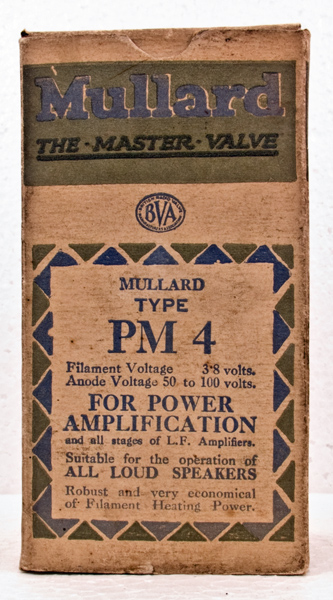 Mullard
THE · MASTER · VALVE
BVA
MULLARD
TYPE
PM 4
Filament Voltage 3·8 volts.
Anode Voltage 50 to 100 volts.
FOR POWER
AMPLIFICATION
and all stages of L.F. Amplifiers.
Suitable for the operation of
ALL LOUD SPEAKERS
Robust and very economical
of Filament Heating Power.